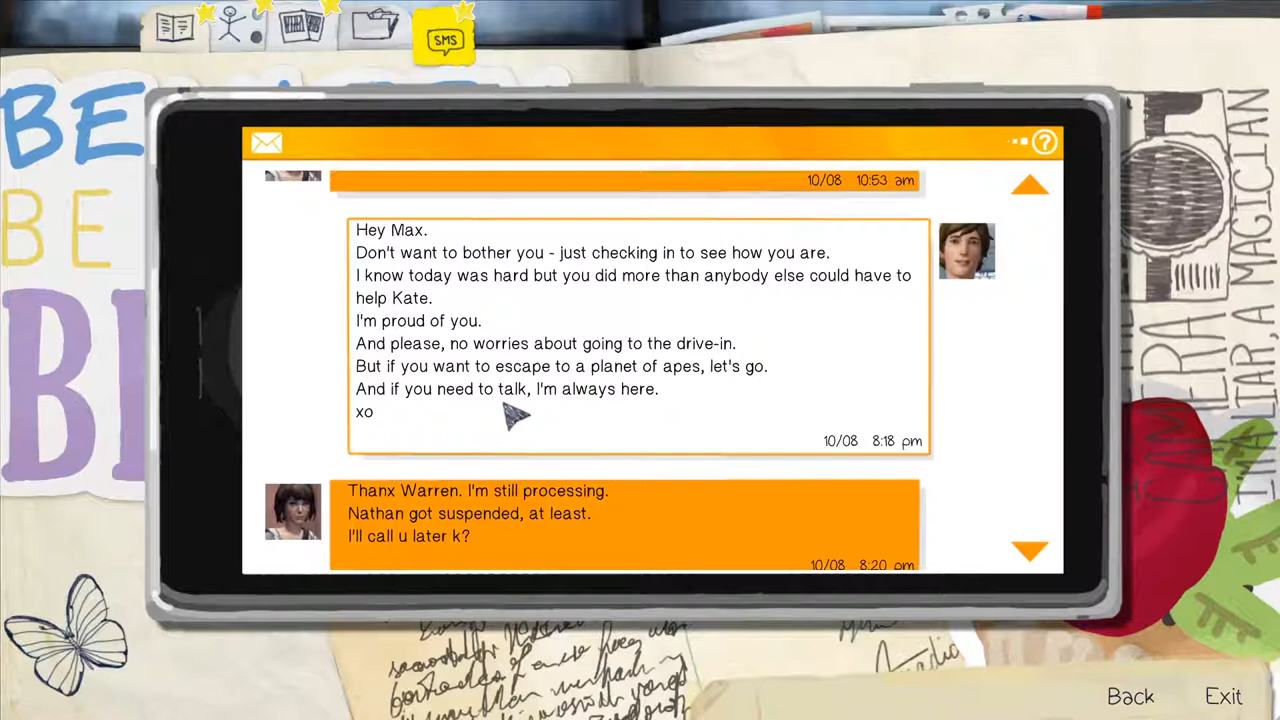 SMS
BE
BE
10/08 10:53 am
Hey Max.
Don't want to bother you - just checking in to see how you are.
I know today was hard but you did more than anybody else could have to
help Kate.
I'm proud of you.
And please, no worries about going to the drive-in.
But if you want to escape to a planet of apes, let's go.
And if you need to talk, I'm always here.
xo
10/08 8:18 pm
Thanx Warren. I'm still processing.
Nathan got suspended, at least.
I'll call u later k?
10/08 8:20 pm
LIAR, A MAGICIAN
Back Exit